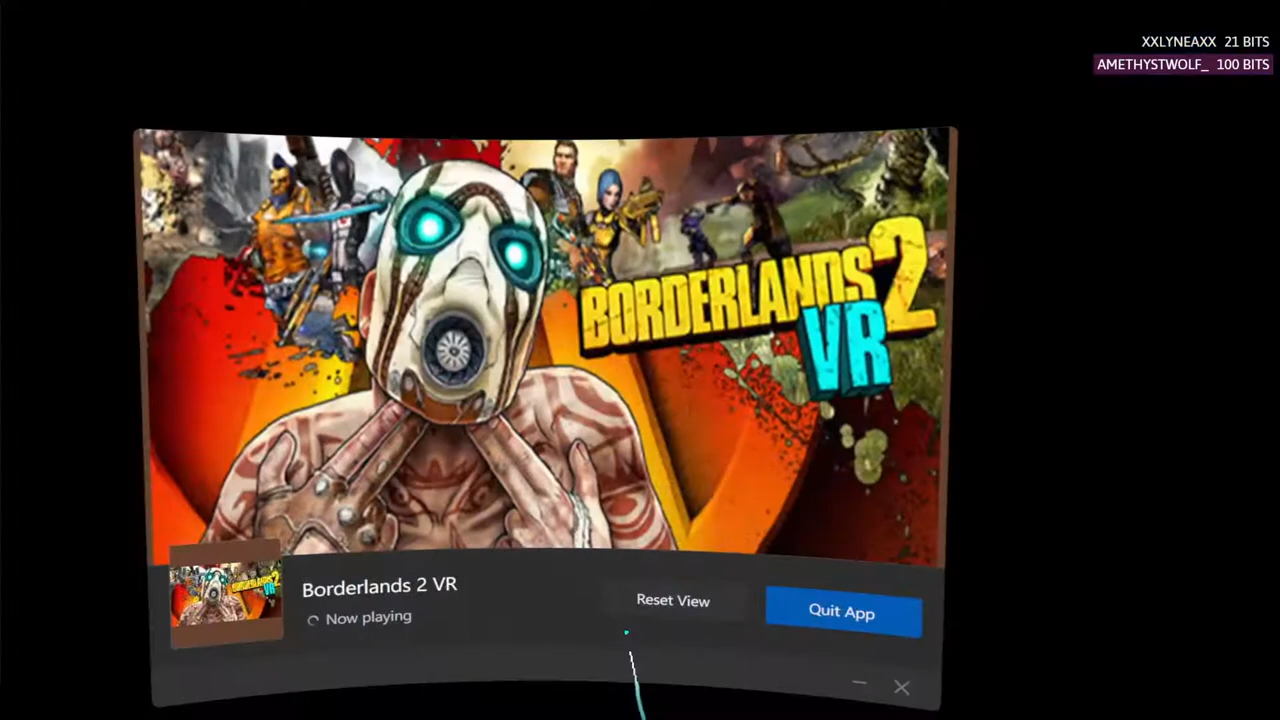 XXLYNEAXX 21 BITS
AMETHYSTWOLF_ 100 BITS
BORDERLANDS 2
VR
Borderlands 2 VR
Now playing
Reset View
Quit App